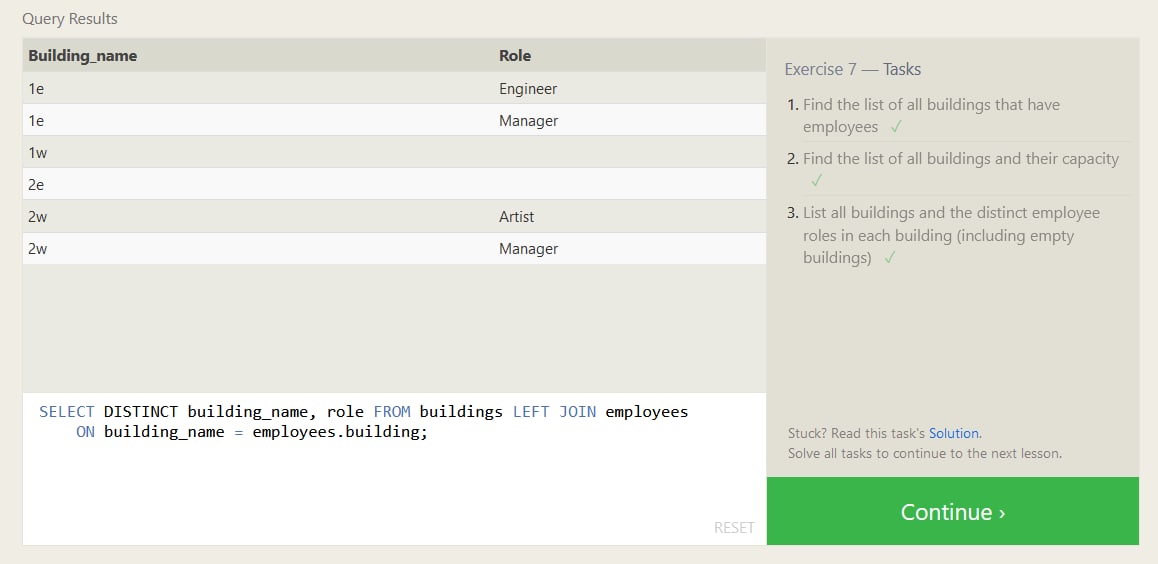 Query Results
Building_name Role
1e Engineer
1e Manager
1w
2e
2w Artist
2w Manager
SELECT DISTINCT building_name, role FROM buildings LEFT JOIN employees
ON building_name = employees.building;
RESET
Exercise 7 — Tasks
1. Find the list of all buildings that have
employees ✓
2. Find the list of all buildings and their capacity
✓
3. List all buildings and the distinct employee
roles in each building (including empty
buildings) ✓
Stuck? Read this task's Solution.
Solve all tasks to continue to the next lesson.
Continue ›